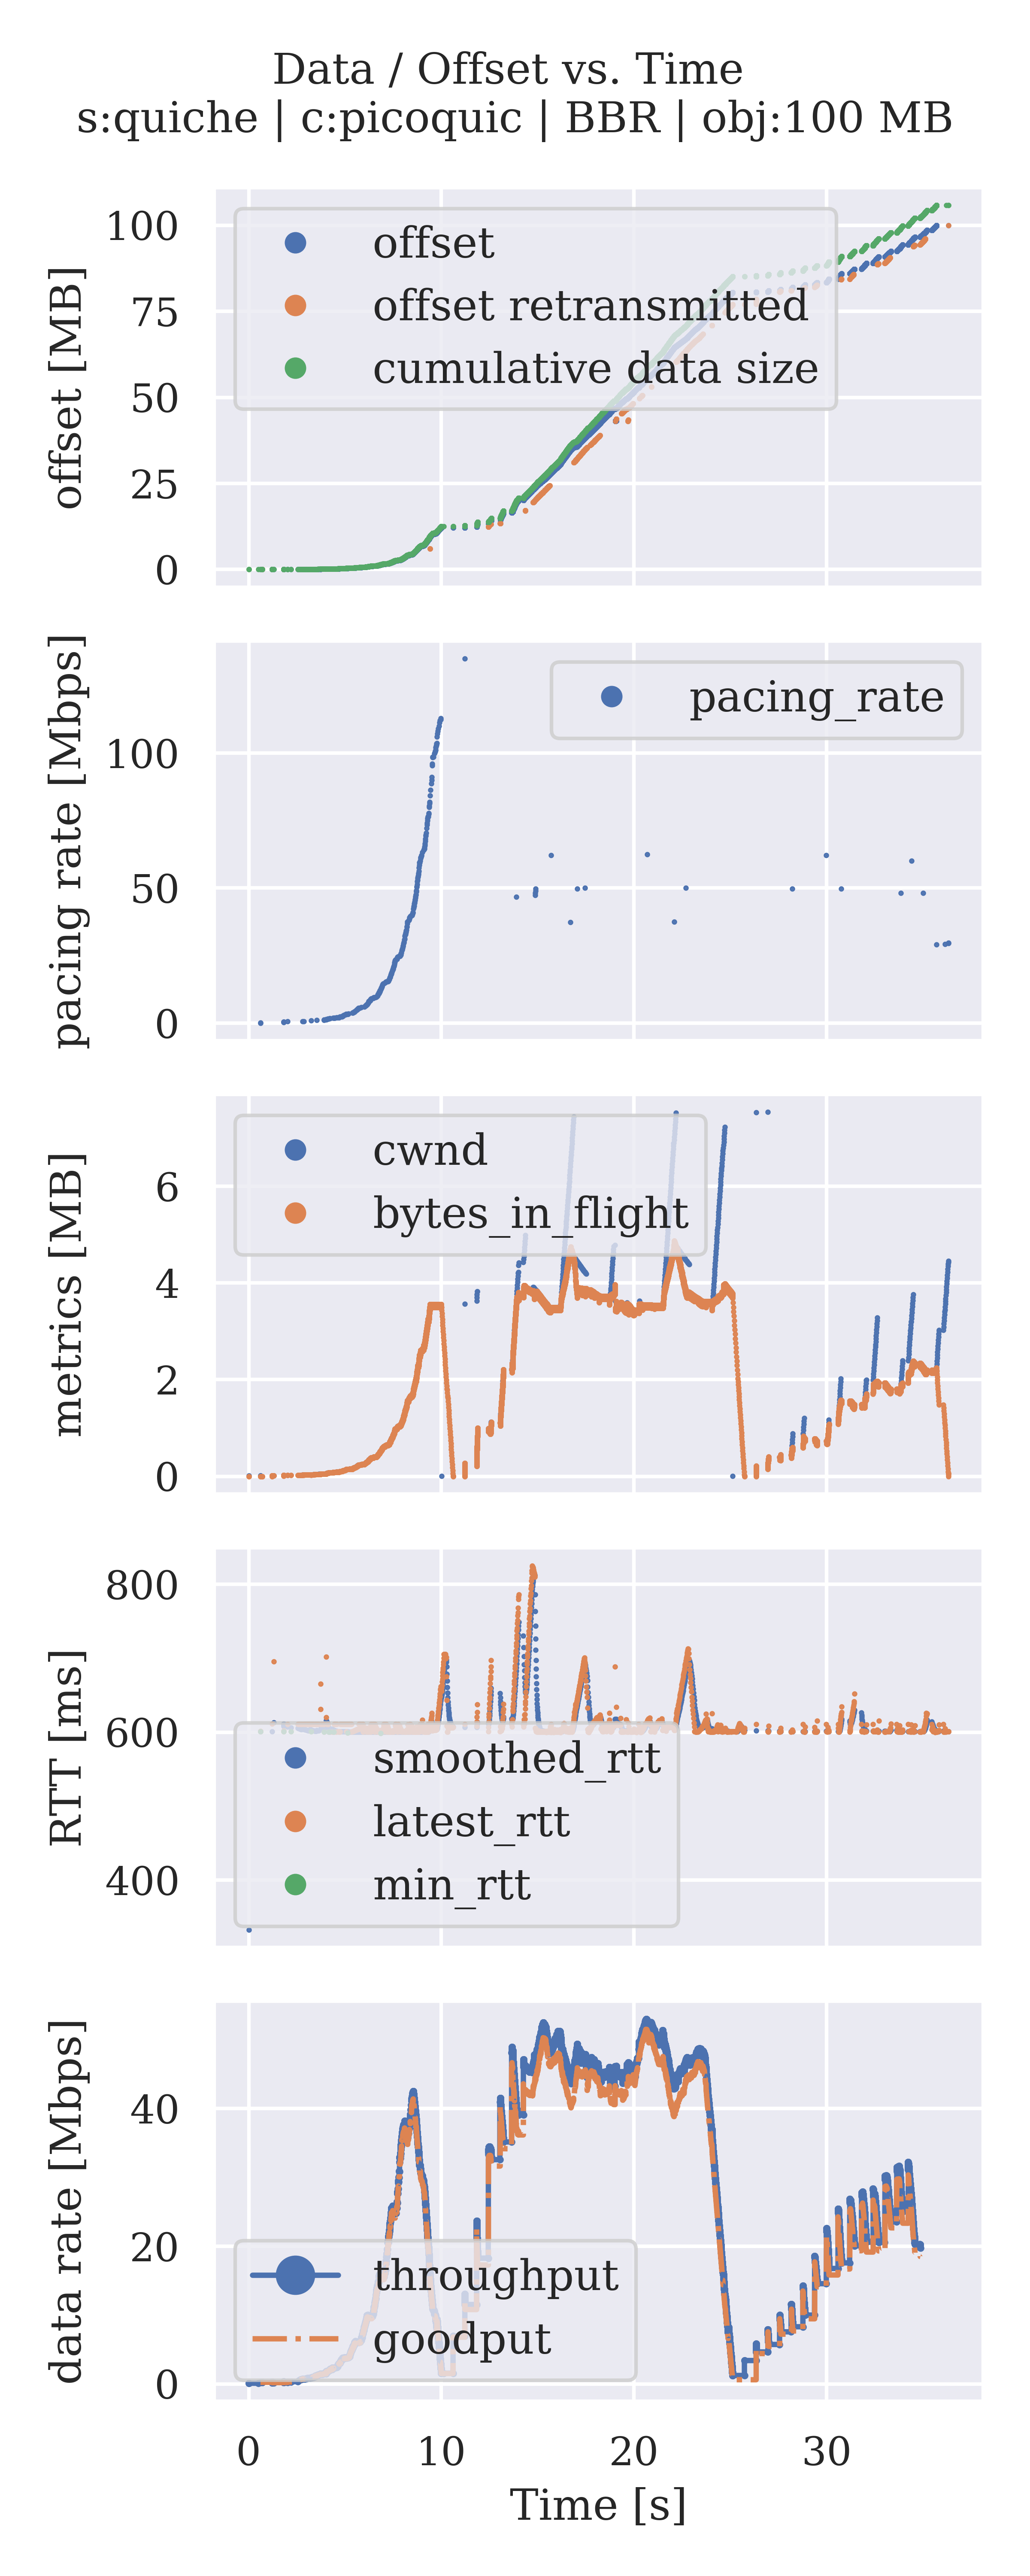 Data / Offset vs. Time
s:quiche | c:picoquic | BBR | obj:100 MB
offset [MB]
100
75
50
25
0
offset
offset retransmitted
cumulative data size
pacing rate [Mbps]
100
50
0
pacing_rate
metrics [MB]
6
4
2
0
cwnd
bytes_in_flight
RTT [ms]
800
600
400
smoothed_rtt
latest_rtt
min_rtt
data rate [Mbps]
40
20
0
throughput
goodput
0 10 20 30
Time [s]